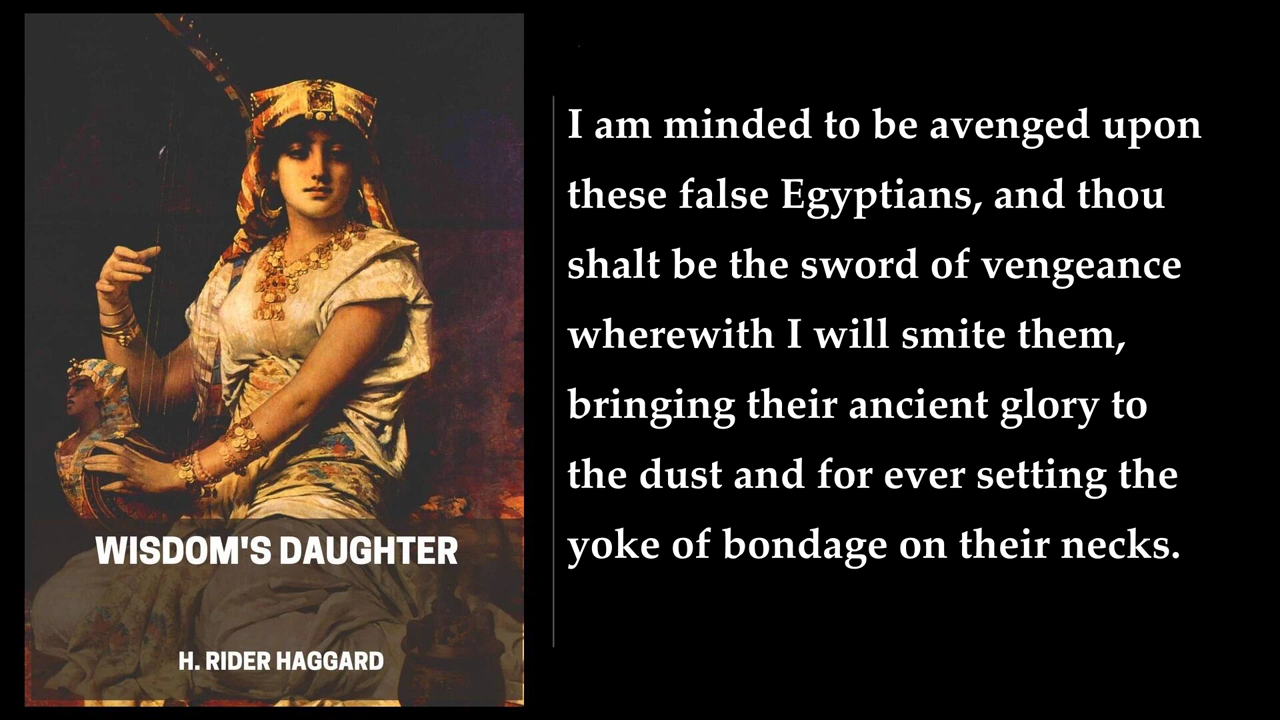 WISDOM'S DAUGHTER
H. RIDER HAGGARD
I am minded to be avenged upon
these false Egyptians, and thou
shalt be the sword of vengeance
wherewith I will smite them,
bringing their ancient glory to
the dust and for ever setting the
yoke of bondage on their necks.